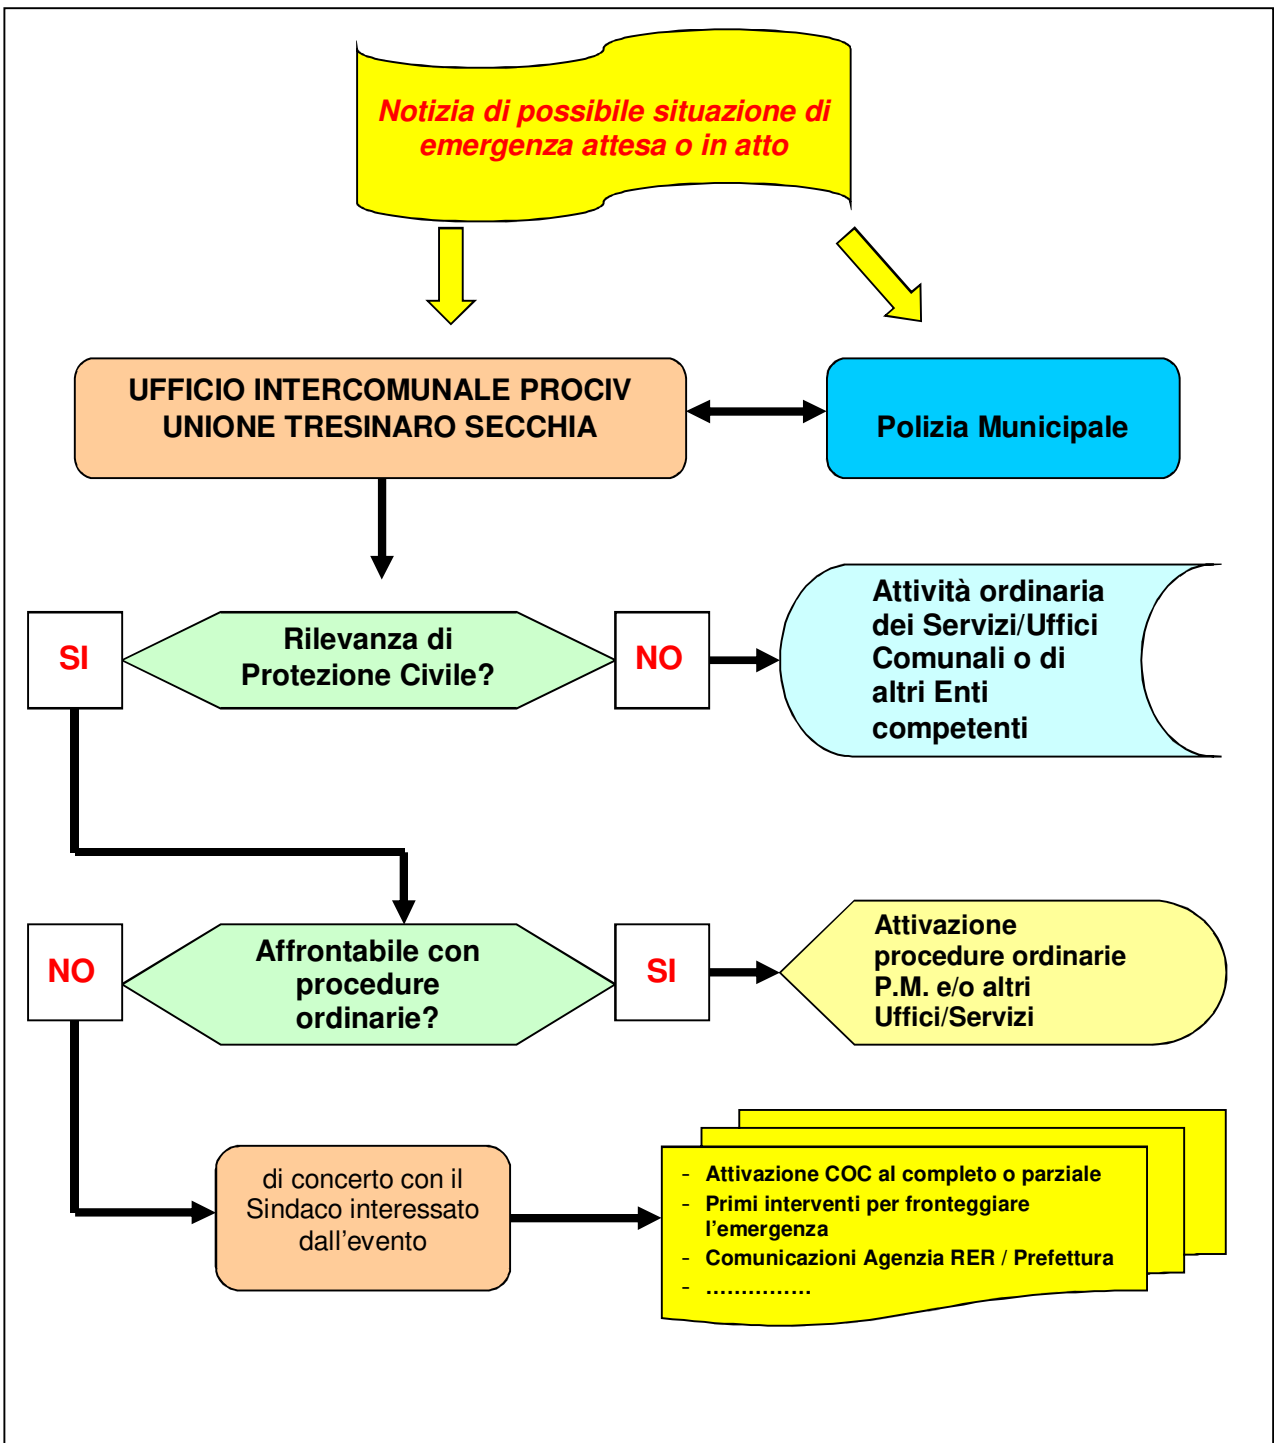 Notizia di possibile situazione di
emergenza attesa o in atto
UFFICIO INTERCOMUNALE PROCIV
UNIONE TRESINARO SECCHIA
Polizia Municipale
SI
Rilevanza di
Protezione Civile?
NO
Attività ordinaria
dei Servizi/Uffici
Comunali o di
altri Enti
competenti
NO
Affrontabile con
procedure
ordinarie?
SI
Attivazione
procedure ordinarie
P.M. e/o altri
Uffici/Servizi
di concerto con il
Sindaco interessato
dall'evento
- Attivazione COC al completo o parziale
- Primi interventi per fronteggiare
l'emergenza
- Comunicazioni Agenzia RER / Prefettura
- ...............